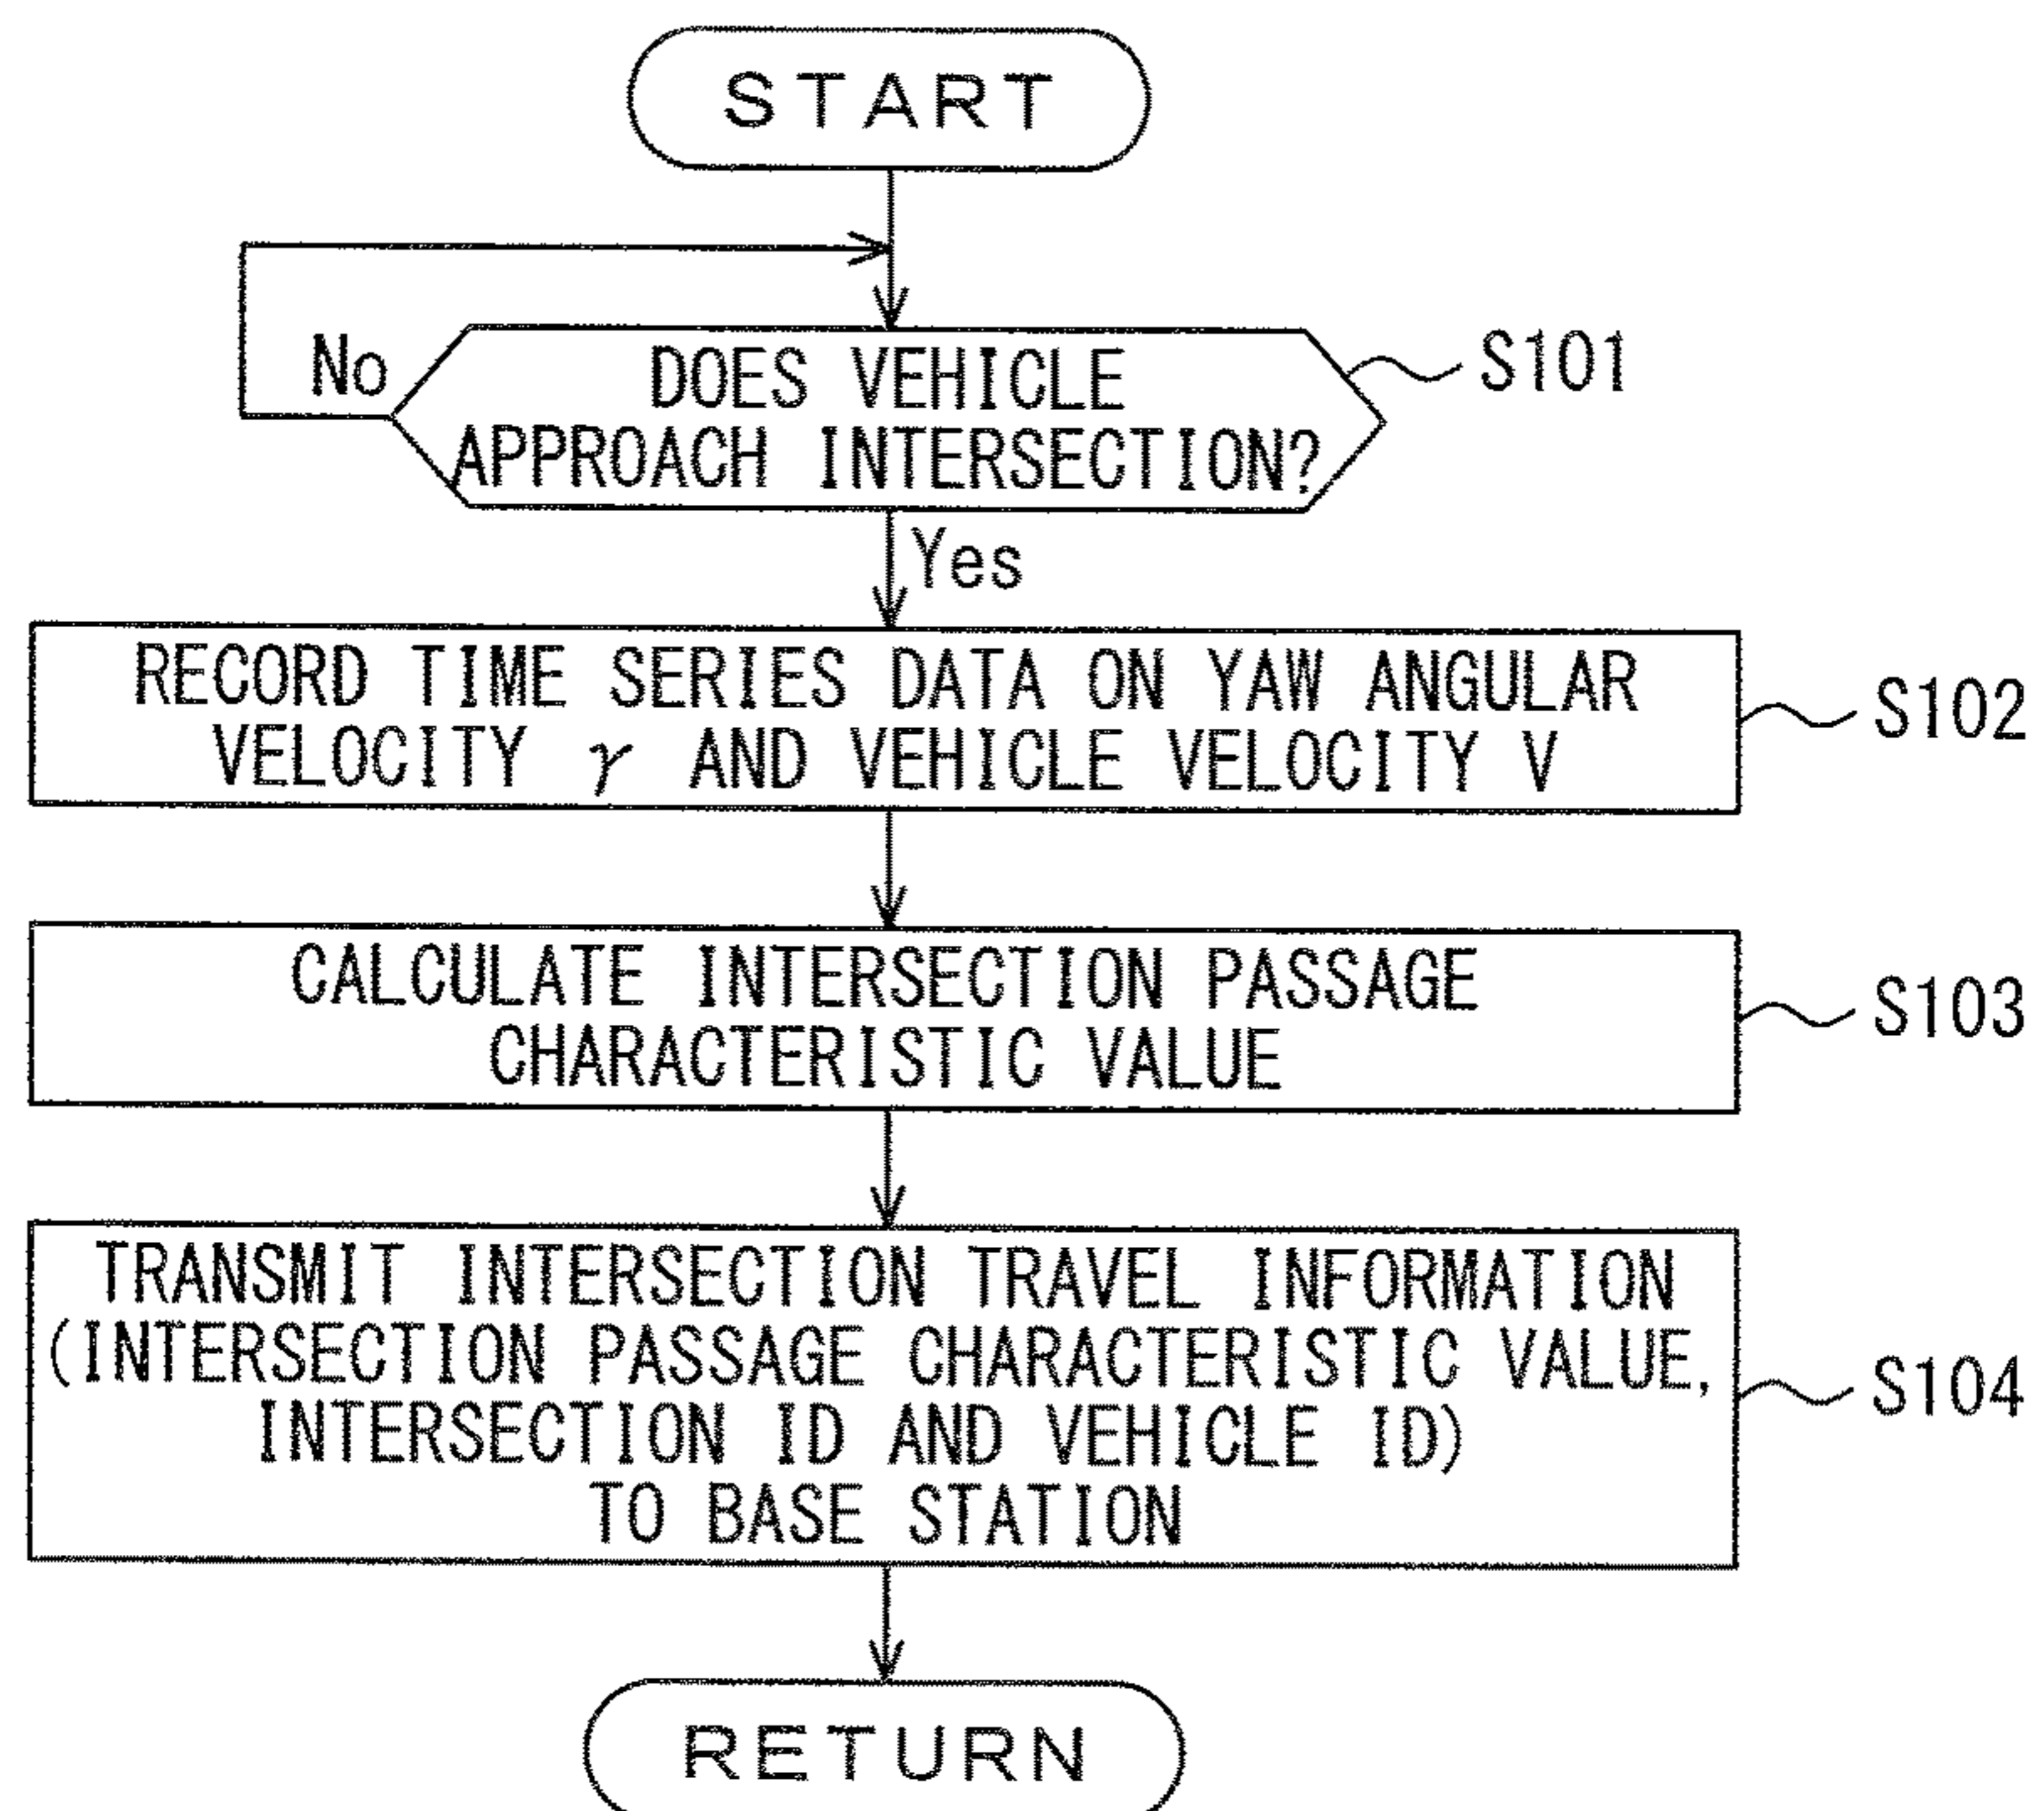 START
No
DOES VEHICLE
APPROACH INTERSECTION?
S101
Yes
RECORD TIME SERIES DATA ON YAW ANGULAR
VELOCITY γ AND VEHICLE VELOCITY V
S102
CALCULATE INTERSECTION PASSAGE
CHARACTERISTIC VALUE
S103
TRANSMIT INTERSECTION TRAVEL INFORMATION
(INTERSECTION PASSAGE CHARACTERISTIC VALUE,
INTERSECTION ID AND VEHICLE ID)
TO BASE STATION
S104
RETURN